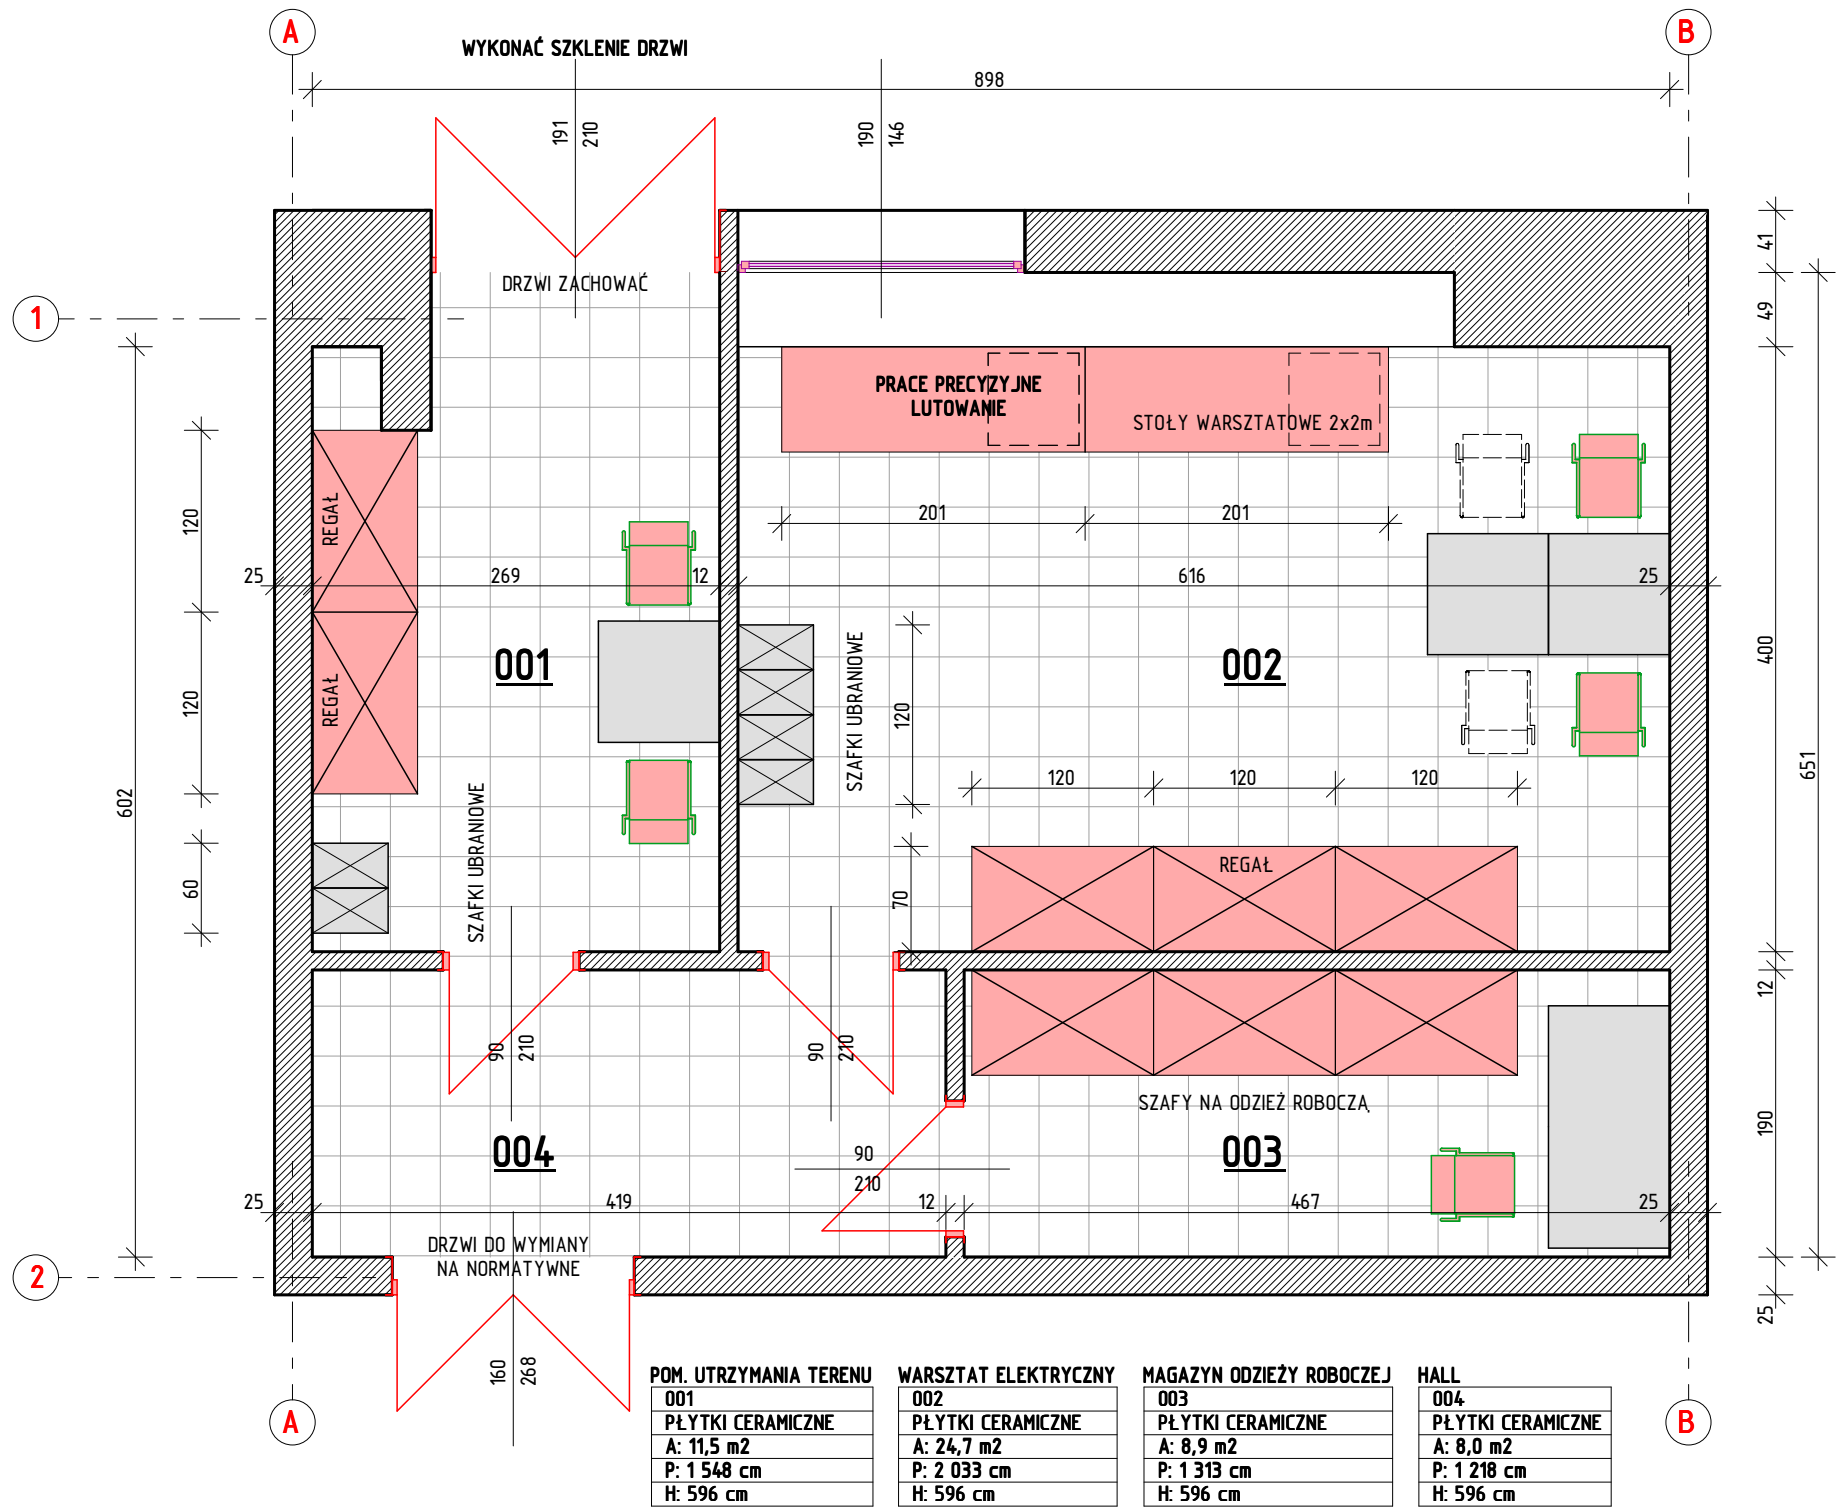 A
B
WYKONAĆ SZKLENIE DRZWI
898
191
210
190
146
41
DRZWI ZACHOWAĆ
1
49
PRACE PRECYZYJNE
LUTOWANIE
STOŁY WARSZTATOWE 2x2m
REGAŁ
120
201
201
25
269
12
616
25
001
002
400
REGAŁ
120
SZAFKI UBRANIOWE
120
651
602
120
120
120
SZAFKI UBRANIOWE
60
70
REGAŁ
12
90
210
90
210
SZAFY NA ODZIEŻ ROBOCZĄ
190
004
90
210
003
25
419
12
467
25
DRZWI DO WYMIANY
NA NORMATYWNE
2
25
160
268
A
B
POM. UTRZYMANIA TERENU
001
PŁYTKI CERAMICZNE
A: 11,5 m2
P: 1 548 cm
H: 596 cm
WARSZTAT ELEKTRYCZNY
002
PŁYTKI CERAMICZNE
A: 24,7 m2
P: 2 033 cm
H: 596 cm
MAGAZYN ODZIEŻY ROBOCZEJ
003
PŁYTKI CERAMICZNE
A: 8,9 m2
P: 1 313 cm
H: 596 cm
HALL
004
PŁYTKI CERAMICZNE
A: 8,0 m2
P: 1 218 cm
H: 596 cm